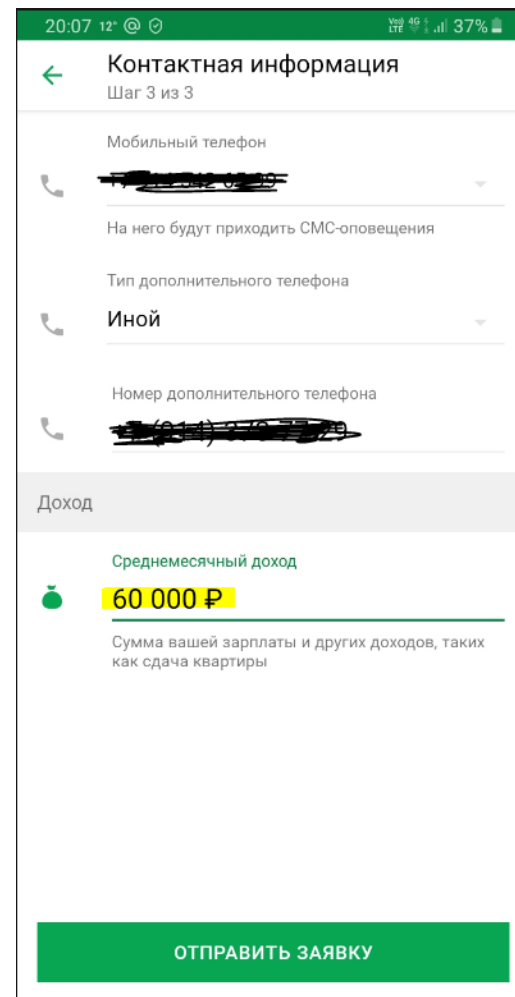 20:07 12° @ VoLTE 4G 37%
Контактная информация
Шаг 3 из 3
Мобильный телефон
На него будут приходить СМС-оповещения
Тип дополнительного телефона
Иной
Номер дополнительного телефона
Доход
Среднемесячный доход
60 000 ₽
Сумма вашей зарплаты и других доходов, таких
как сдача квартиры
ОТПРАВИТЬ ЗАЯВКУ